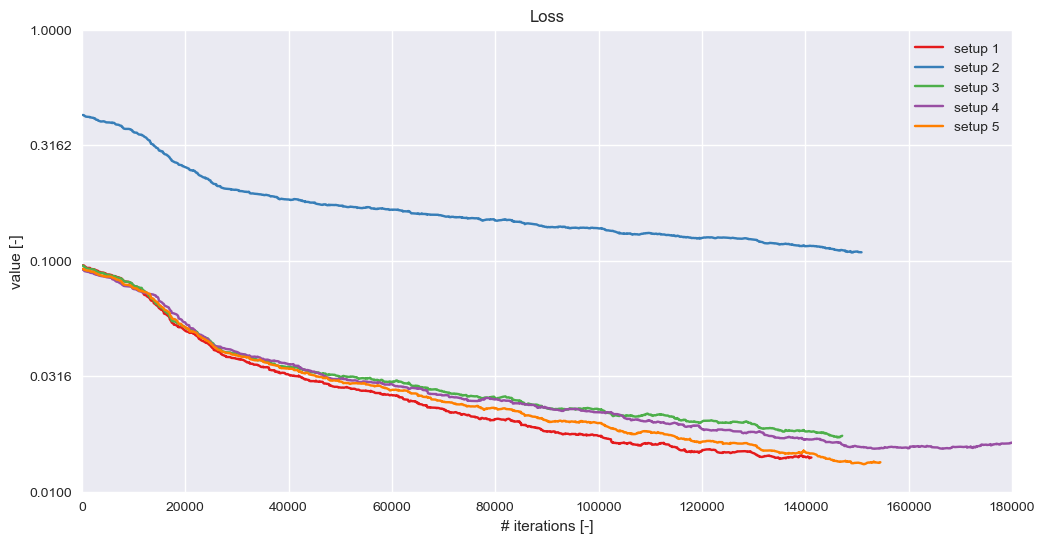 Loss
1.0000
0.3162
0.1000
0.0316
0.0100
value [-]
0 20000 40000 60000 80000 100000 120000 140000 160000 180000
# iterations [-]
setup 1
setup 2
setup 3
setup 4
setup 5